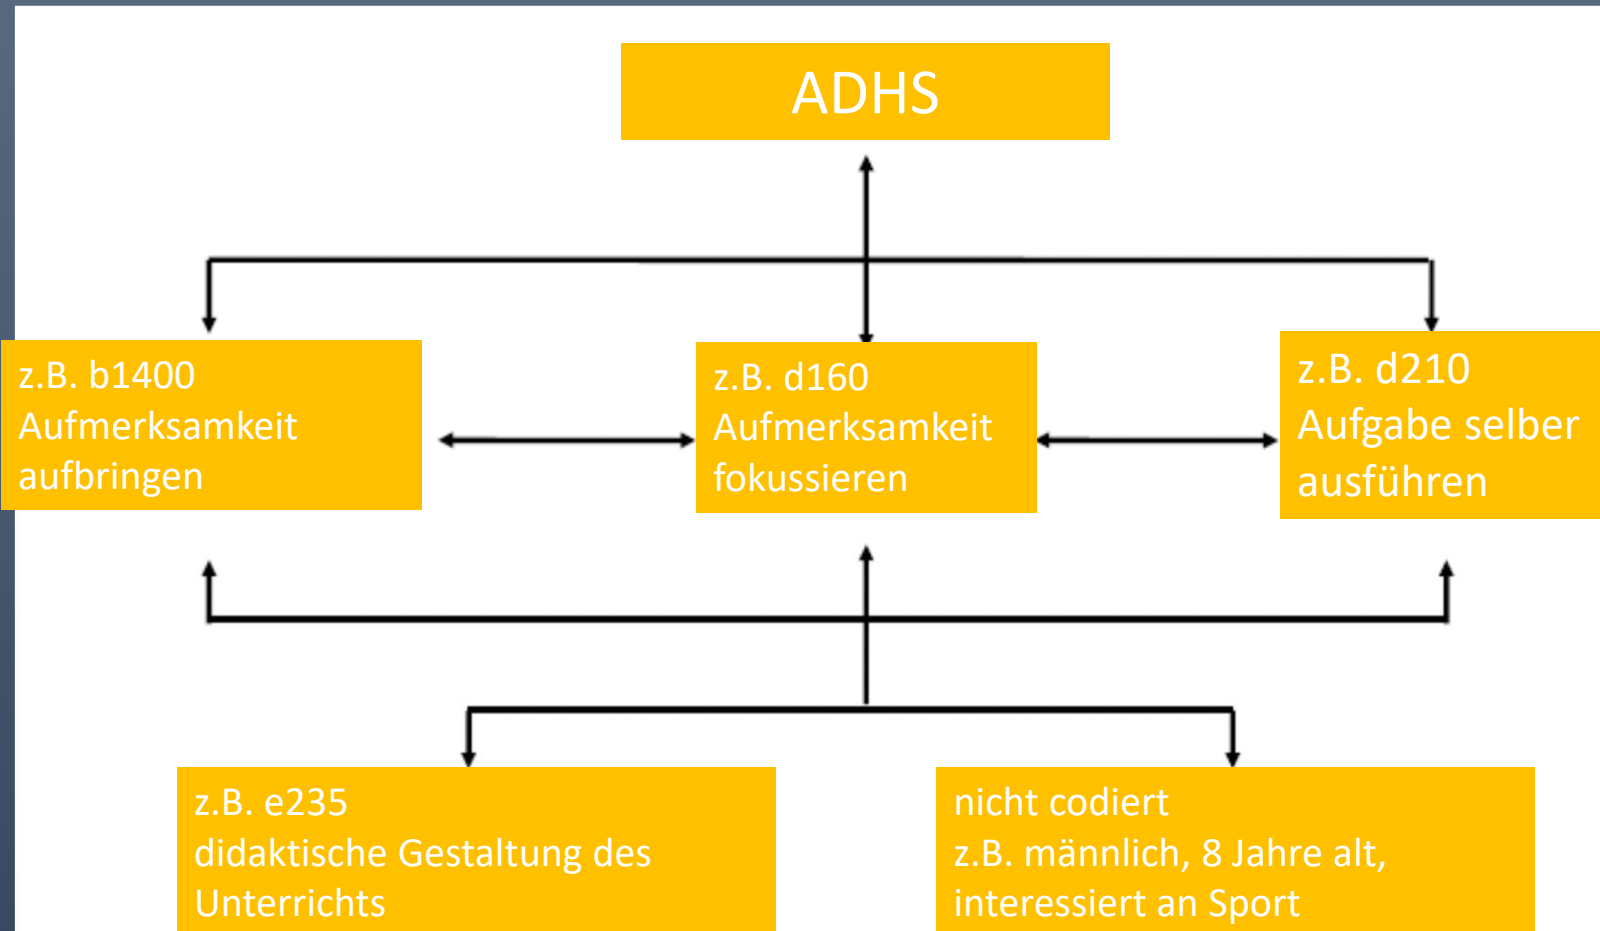 ADHS
z.B. b1400
Aufmerksamkeit
aufbringen
z.B. d160
Aufmerksamkeit
fokussieren
z.B. d210
Aufgabe selber
ausführen
z.B. e235
didaktische Gestaltung des
Unterrichts
nicht codiert
z.B. männlich, 8 Jahre alt,
interessiert an Sport